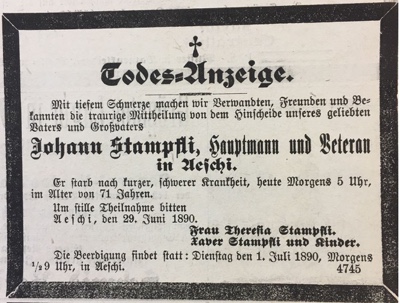 Todes-Anzeige.
Mit tiefem Schmerze machen wir Verwandten, Freunden und Be-
kannten die traurige Mittheilung von dem Hinscheide unseres geliebten
Vaters und Großvaters
Johann Stampfli, Hauptmann und Veteran
in Aeschi.
Er starb nach kurzer, schwerer Krankheit, heute Morgens 5 Uhr,
im Alter von 71 Jahren.
Um stille Theilnahme bitten
Aeschi, den 29. Juni 1890.
Frau Theresia Stampfli.
Xaver Stampfli und Kinder.
Die Beerdigung findet statt: Dienstag den 1. Juli 1890, Morgens
1/2 9 Uhr, in Aeschi. 4745